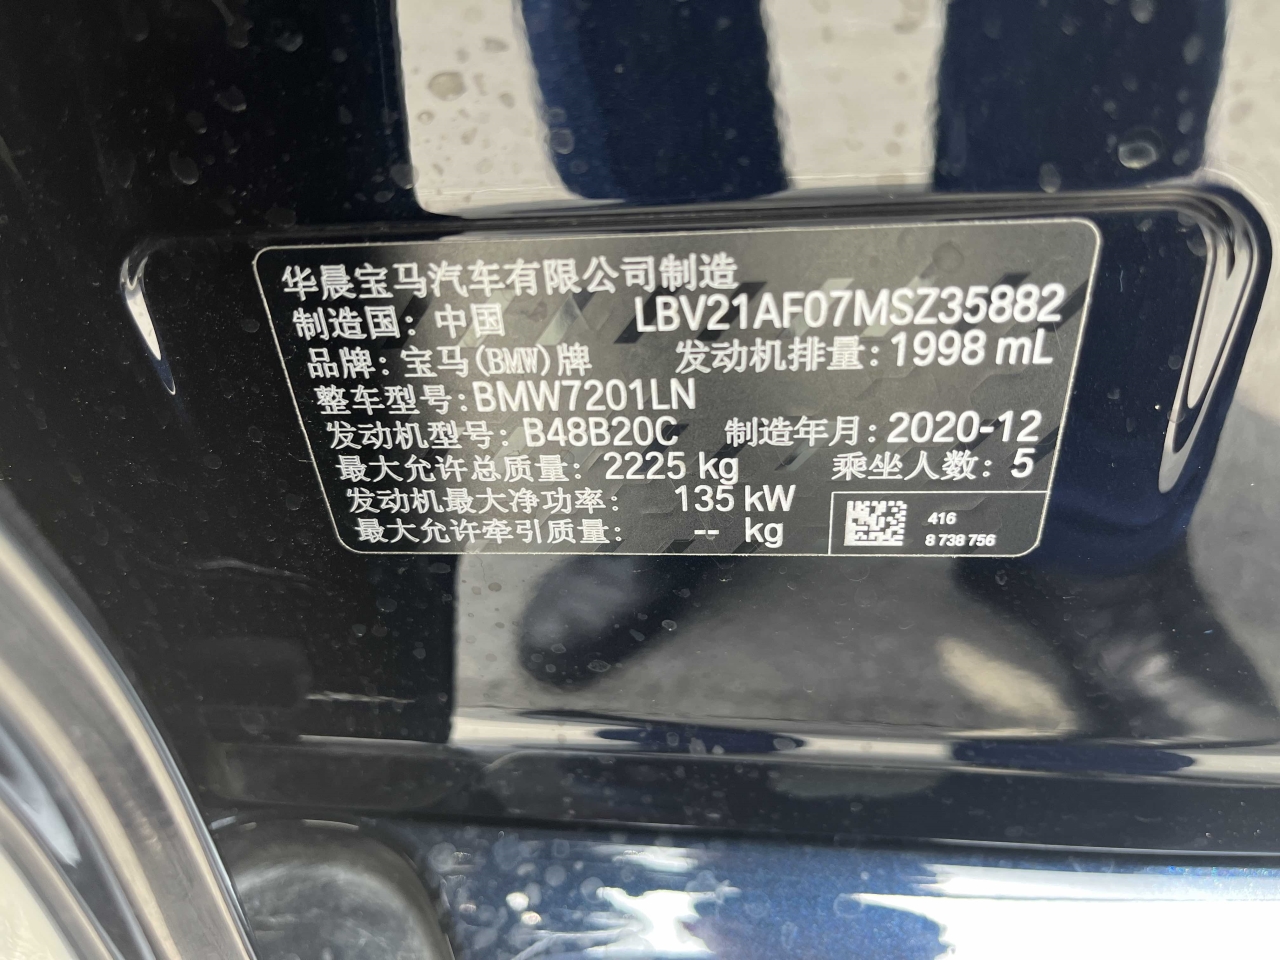 华晨宝马汽车有限公司制造
制造国：中国 LBV21AF07MSZ35882
品牌：宝马(BMW)牌 发动机排量：1998 mL
整车型号：BMW7201LN
发动机型号：B48B20C 制造年月：2020-12
最大允许总质量：2225 kg 乘坐人数：5
发动机最大净功率：135 kW
最大允许牵引质量：-- kg
416
8 738 756